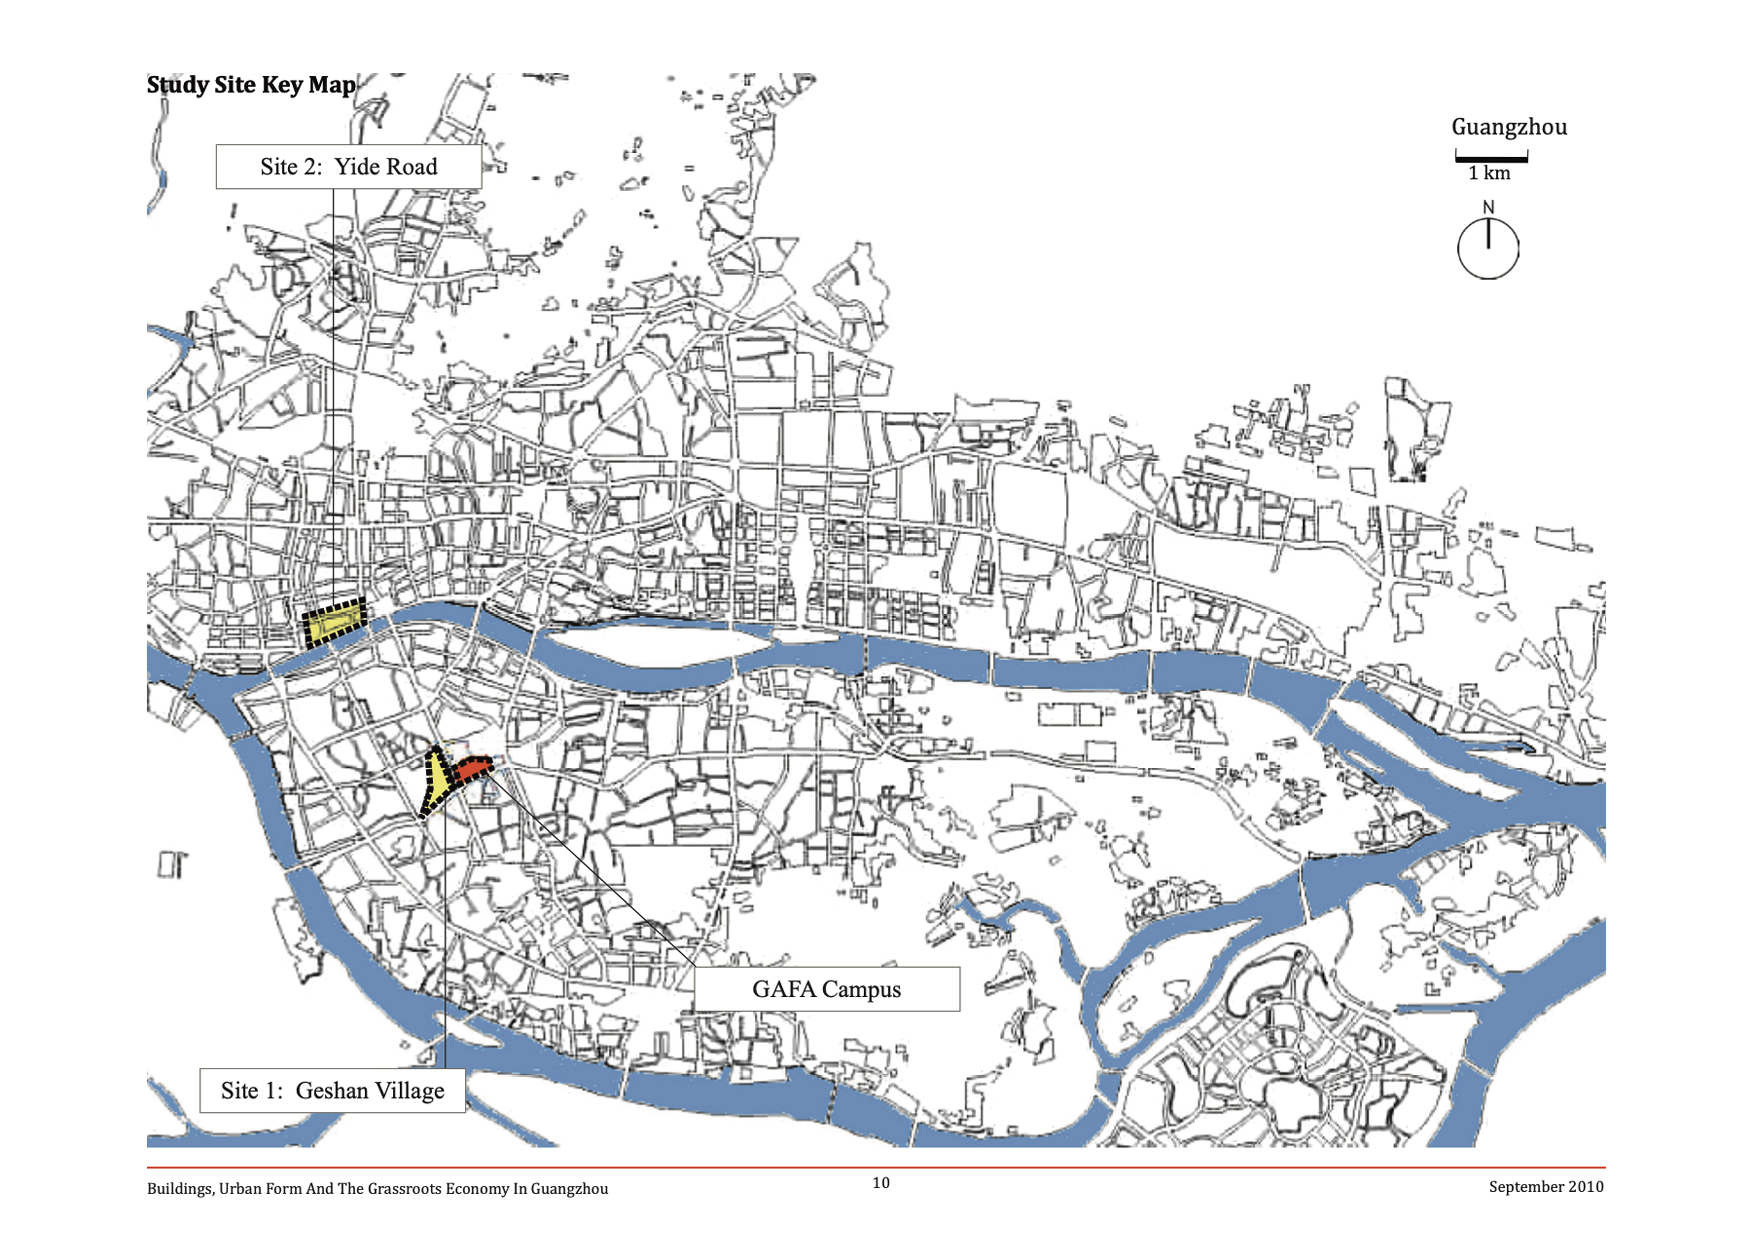 Study Site Key Map
Guangzhou
1 km
N
Site 2: Yide Road
GAFA Campus
Site 1: Geshan Village
Buildings, Urban Form And The Grassroots Economy In Guangzhou
10
September 2010